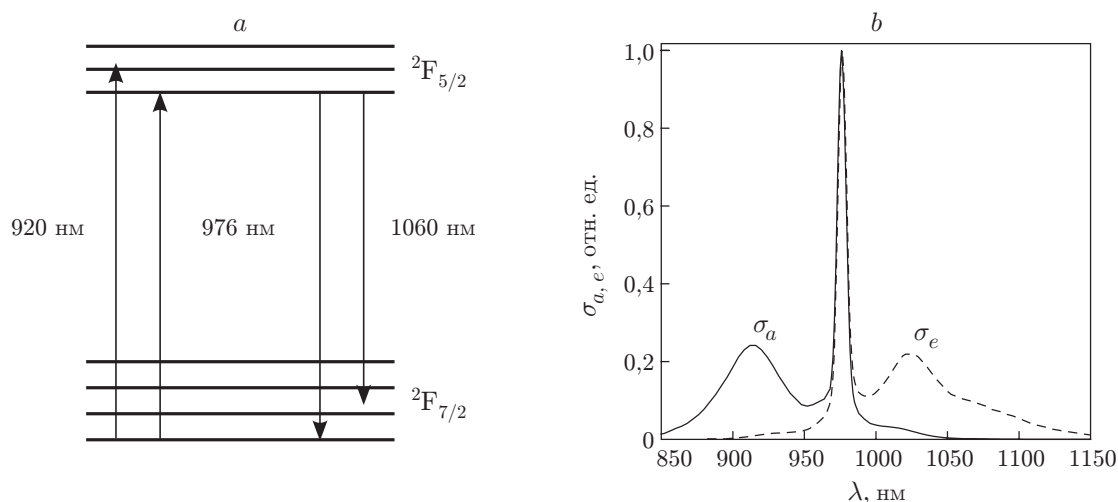 a
²F₅/₂
920 нм
976 нм
1060 нм
²F₇/₂
b
σₐ, ₑ, отн. ед.
1,0
0,8
0,6
0,4
0,2
0
σₐ
σₑ
850 900 950 1000 1050 1100 1150
λ, нм